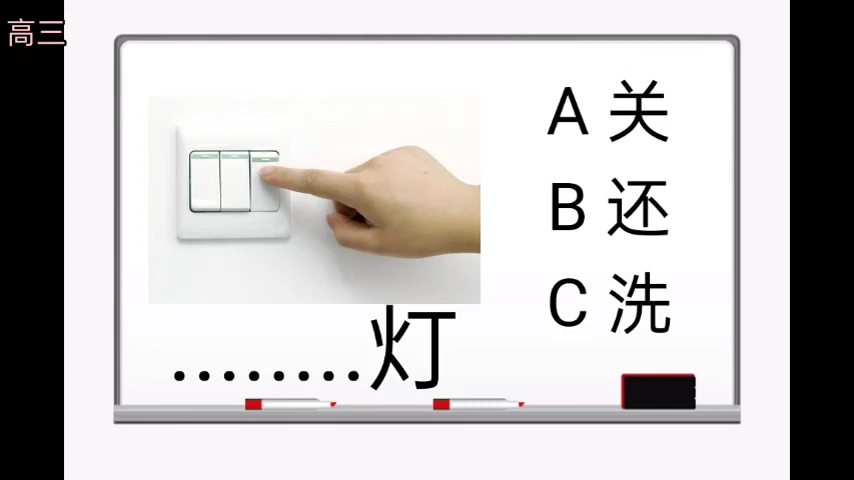 高三
A 关
B 还
C 洗
........灯